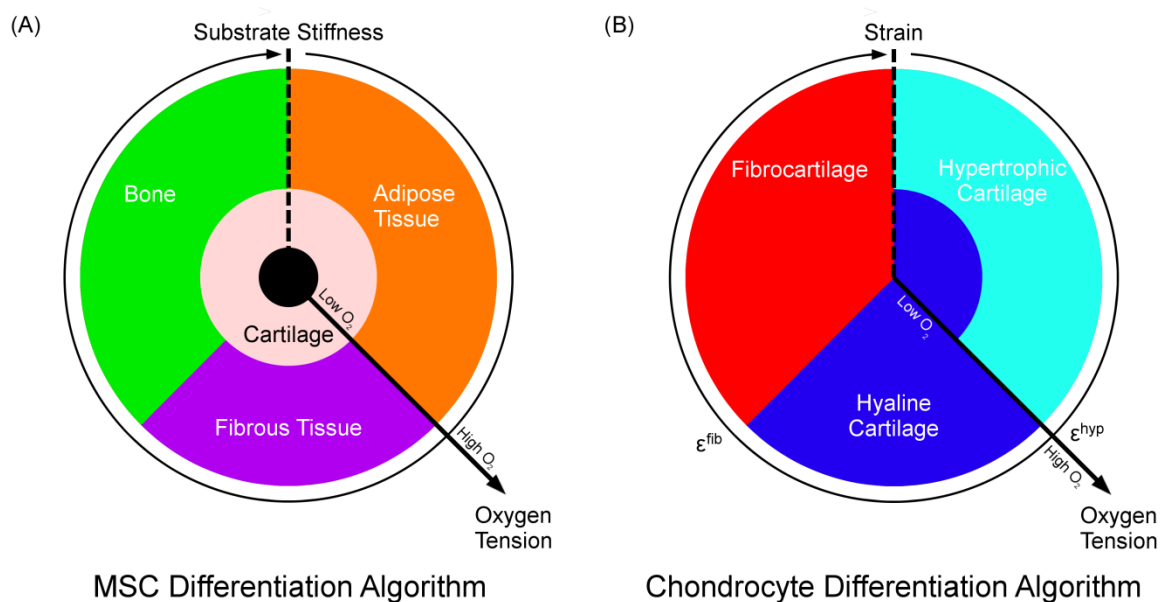 (A)
Substrate Stiffness
Bone
Adipose
Tissue
Low O₂
Cartilage
Fibrous Tissue
High O₂
Oxygen
Tension
MSC Differentiation Algorithm
(B)
Strain
Fibrocartilage
Hypertrophic
Cartilage
Low O₂
Hyaline
Cartilage
εfib
εhyp
High O₂
Oxygen
Tension
Chondrocyte Differentiation Algorithm